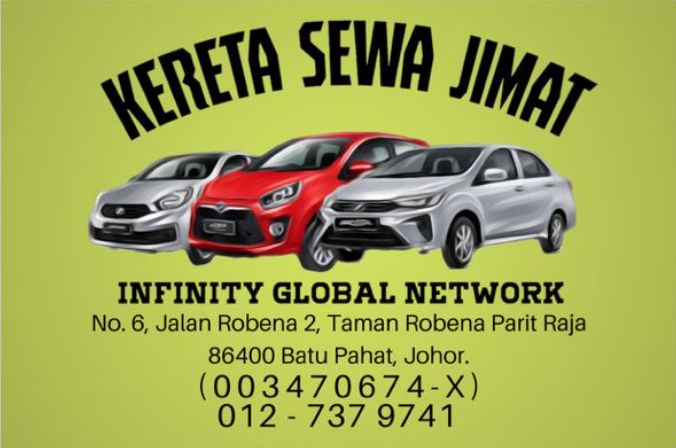 KERETA SEWA JIMAT
INFINITY GLOBAL NETWORK
No. 6, Jalan Robena 2, Taman Robena Parit Raja
86400 Batu Pahat, Johor.
(003470674-X)
012 - 737 9741